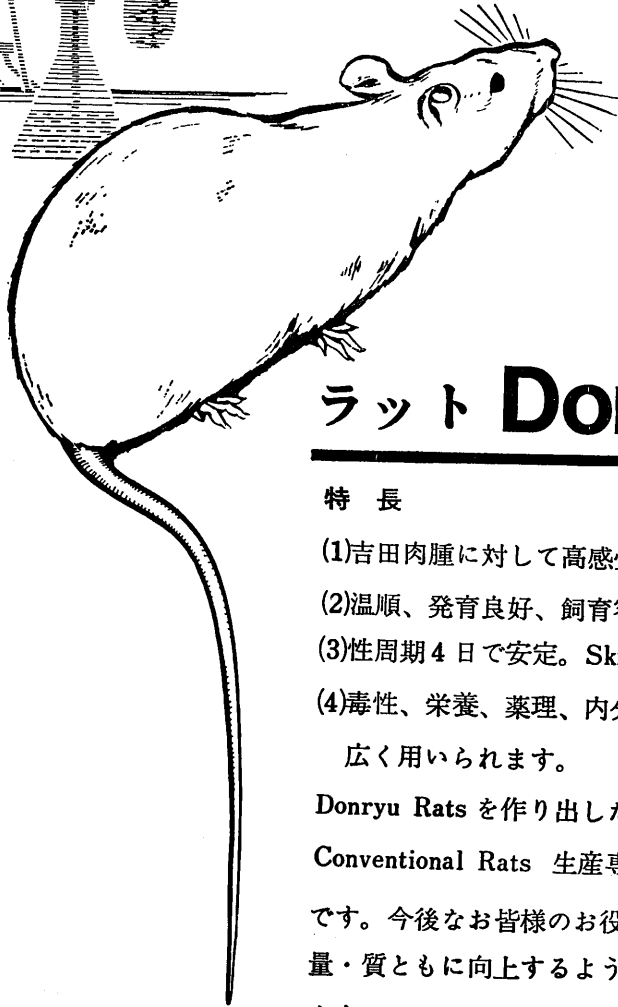 ラット Don
特 長
(1)吉田肉腫に対して高感
(2)温順、発育良好、飼育
(3)性周期4日で安定。Sk
(4)毒性、栄養、薬理、内分
広く用いられます。
Donryu Rats を作り出した
Conventional Rats 生産専
です。今後なお皆様のお役
量・質ともに向上するよう